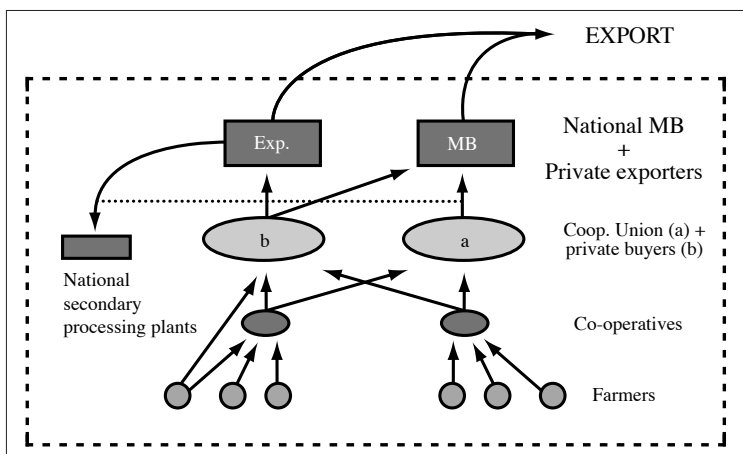 EXPORT
Exp.
MB
National MB
+
Private exporters
b
a
Coop. Union (a) +
private buyers (b)
National
secondary
processing plants
Co-operatives
Farmers